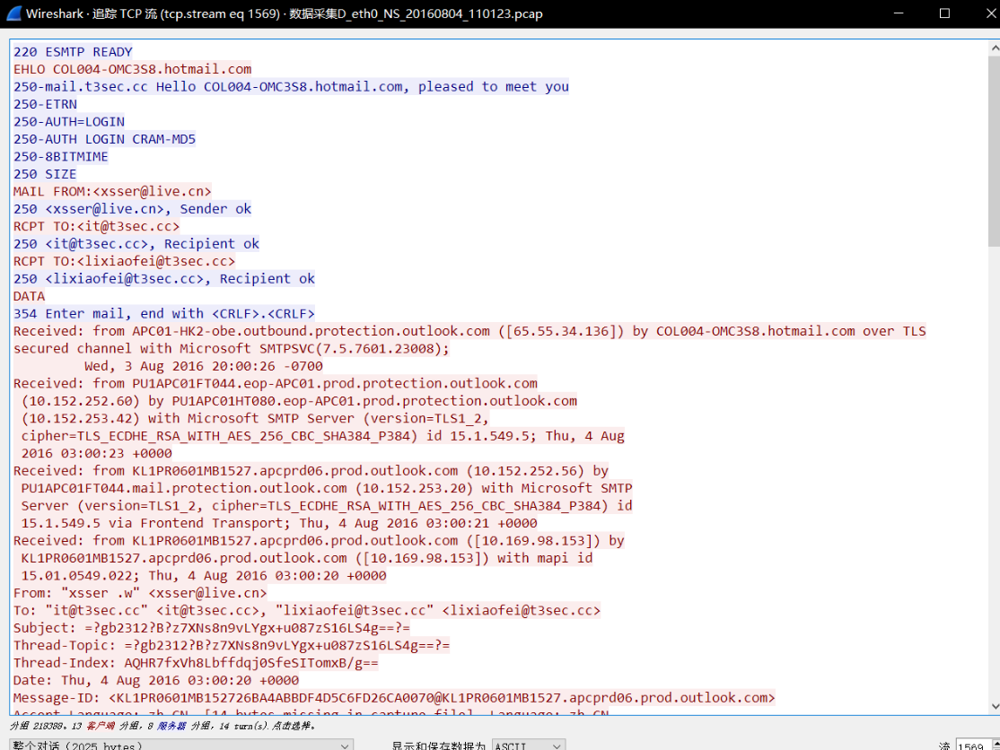 Wireshark · 追踪 TCP 流 (tcp.stream eq 1569) · 数据采集D_eth0_NS_20160804_110123.pcap
220 ESMTP READY
EHLO COL004-OMC3S8.hotmail.com
250-mail.t3sec.cc Hello COL004-OMC3S8.hotmail.com, pleased to meet you
250-ETRN
250-AUTH=LOGIN
250-AUTH LOGIN CRAM-MD5
250-8BITMIME
250 SIZE
MAIL FROM:<xsser@live.cn>
250 <xsser@live.cn>, Sender ok
RCPT TO:<it@t3sec.cc>
250 <it@t3sec.cc>, Recipient ok
RCPT TO:<lixiaofei@t3sec.cc>
250 <lixiaofei@t3sec.cc>, Recipient ok
DATA
354 Enter mail, end with <CRLF>.<CRLF>
Received: from APC01-HK2-obe.outbound.protection.outlook.com ([65.55.34.136]) by COL004-OMC3S8.hotmail.com over TLS
secured channel with Microsoft SMTPSVC(7.5.7601.23008);
Wed, 3 Aug 2016 20:00:26 -0700
Received: from PU1APC01FT044.eop-APC01.prod.protection.outlook.com
(10.152.252.60) by PU1APC01HT080.eop-APC01.prod.protection.outlook.com
(10.152.253.42) with Microsoft SMTP Server (version=TLS1_2,
cipher=TLS_ECDHE_RSA_WITH_AES_256_CBC_SHA384_P384) id 15.1.549.5; Thu, 4 Aug
2016 03:00:23 +0000
Received: from KL1PR0601MB1527.apcprd06.prod.outlook.com (10.152.252.56) by
PU1APC01FT044.mail.protection.outlook.com (10.152.253.20) with Microsoft SMTP
Server (version=TLS1_2, cipher=TLS_ECDHE_RSA_WITH_AES_256_CBC_SHA384_P384) id
15.1.549.5 via Frontend Transport; Thu, 4 Aug 2016 03:00:21 +0000
Received: from KL1PR0601MB1527.apcprd06.prod.outlook.com ([10.169.98.153]) by
KL1PR0601MB1527.apcprd06.prod.outlook.com ([10.169.98.153]) with mapi id
15.01.0549.022; Thu, 4 Aug 2016 03:00:20 +0000
From: "xsser .w" <xsser@live.cn>
To: "it@t3sec.cc" <it@t3sec.cc>, "lixiaofei@t3sec.cc" <lixiaofei@t3sec.cc>
Subject: =?gb2312?B?z7XNs8n9vLYgx+u087zS16LS4g==?=
Thread-Topic: =?gb2312?B?z7XNs8n9vLYgx+u087zS16LS4g==?=
Thread-Index: AQHR7fxVh8Lbffdqj0SfeSITomxB/g==
Date: Thu, 4 Aug 2016 03:00:20 +0000
Message-ID: <KL1PR0601MB152726BA4ABBDF4D5C6FD26CA0070@KL1PR0601MB1527.apcprd06.prod.outlook.com>
Accept-Language: zh-CN, [14 bytes missing in capture file]. Language: zh-CN
分组 218388。13 客户端 分组，8 服务器 分组，14 turn(s).点击选择。
整个对话（2025 bytes） 显示和保存数据为 ASCII 流 1569